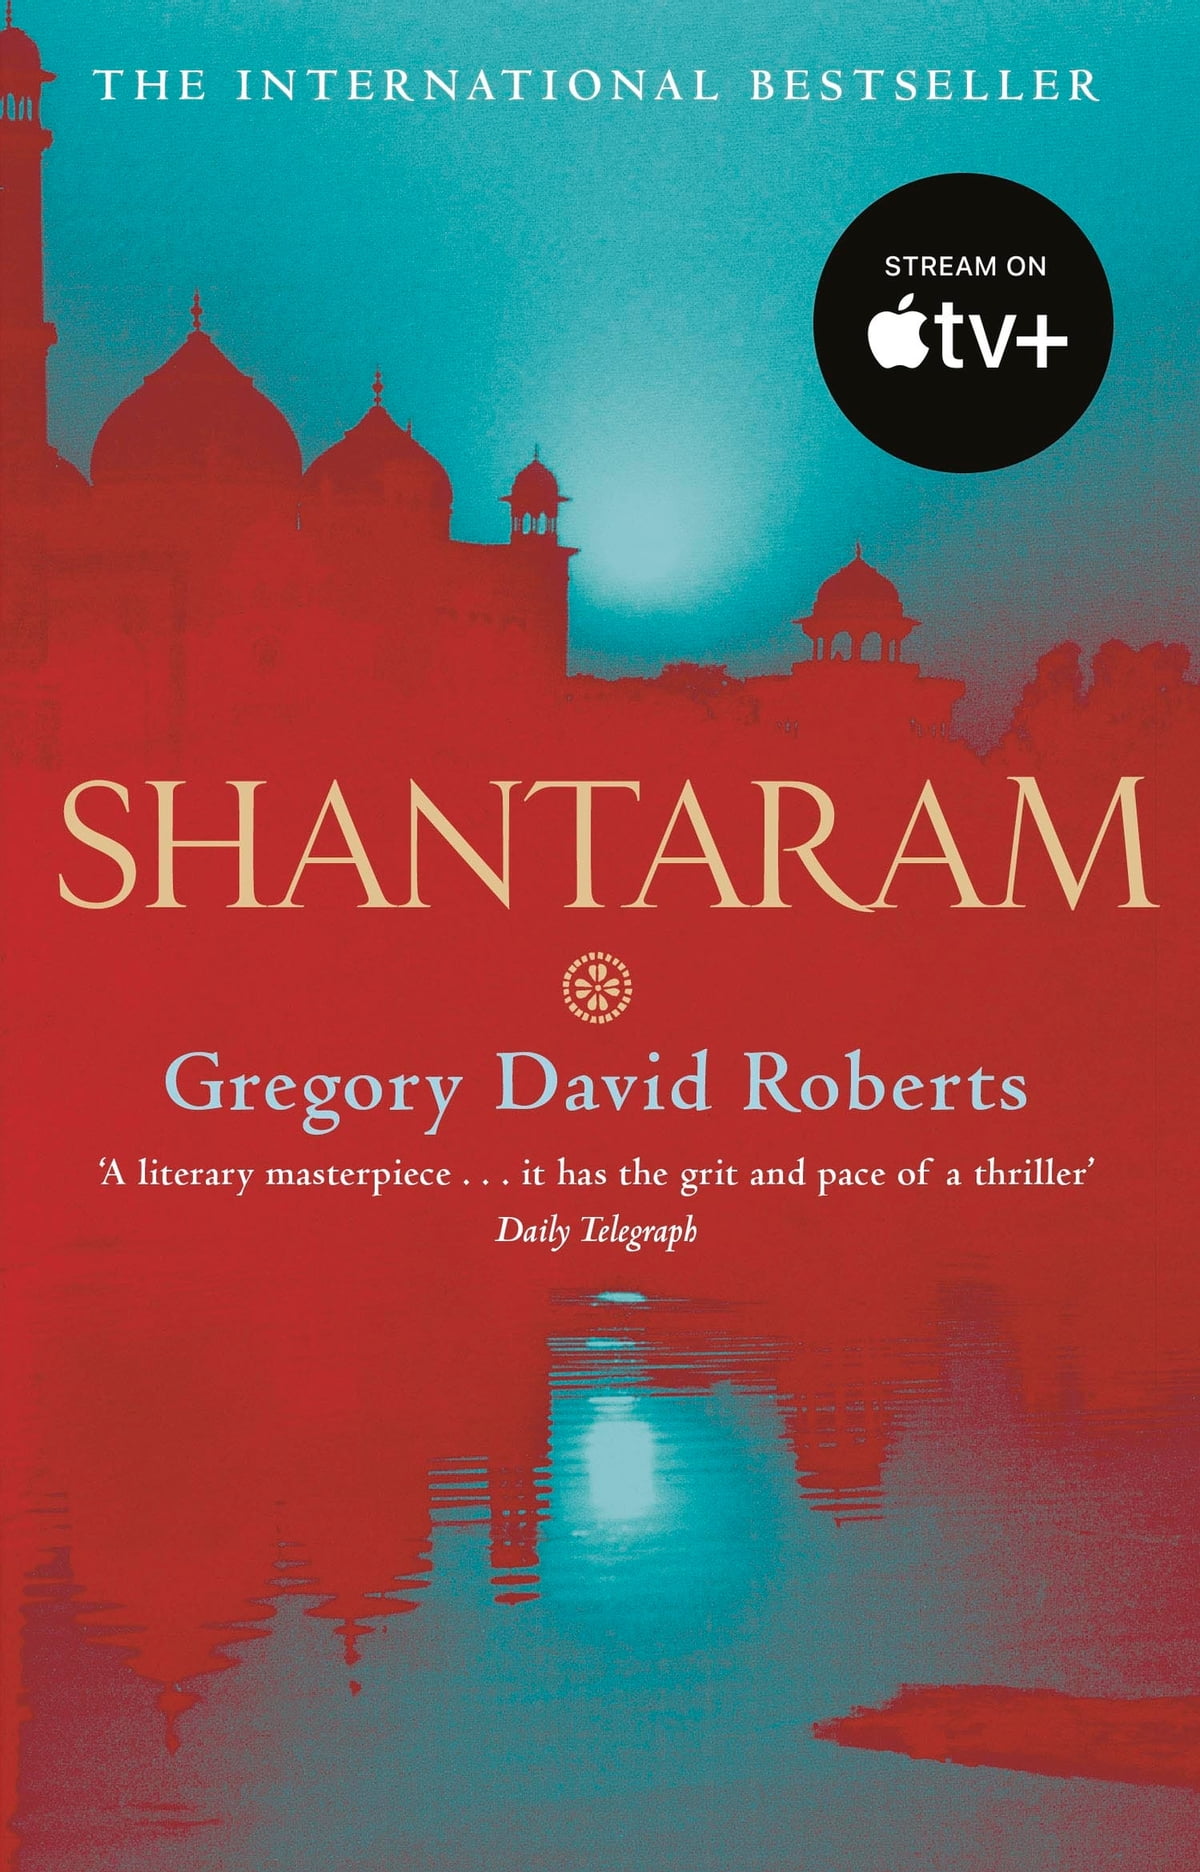 THE INTERNATIONAL BESTSELLER
STREAM ON
tv+
SHANTARAM
Gregory David Roberts
‘A literary masterpiece . . . it has the grit and pace of a thriller’
Daily Telegraph